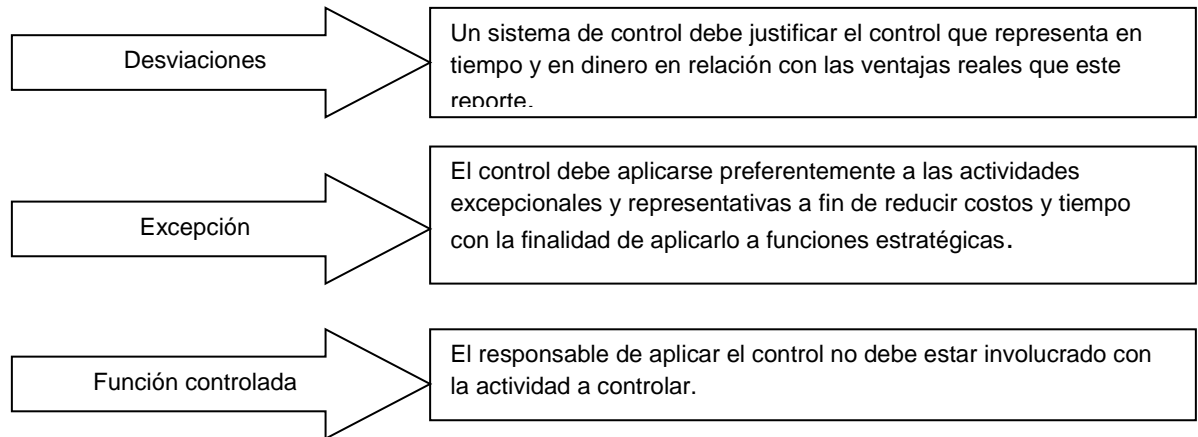 Desviaciones
Un sistema de control debe justificar el control que representa en
tiempo y en dinero en relación con las ventajas reales que este
reporte.
Excepción
El control debe aplicarse preferentemente a las actividades
excepcionales y representativas a fin de reducir costos y tiempo
con la finalidad de aplicarlo a funciones estratégicas.
Función controlada
El responsable de aplicar el control no debe estar involucrado con
la actividad a controlar.